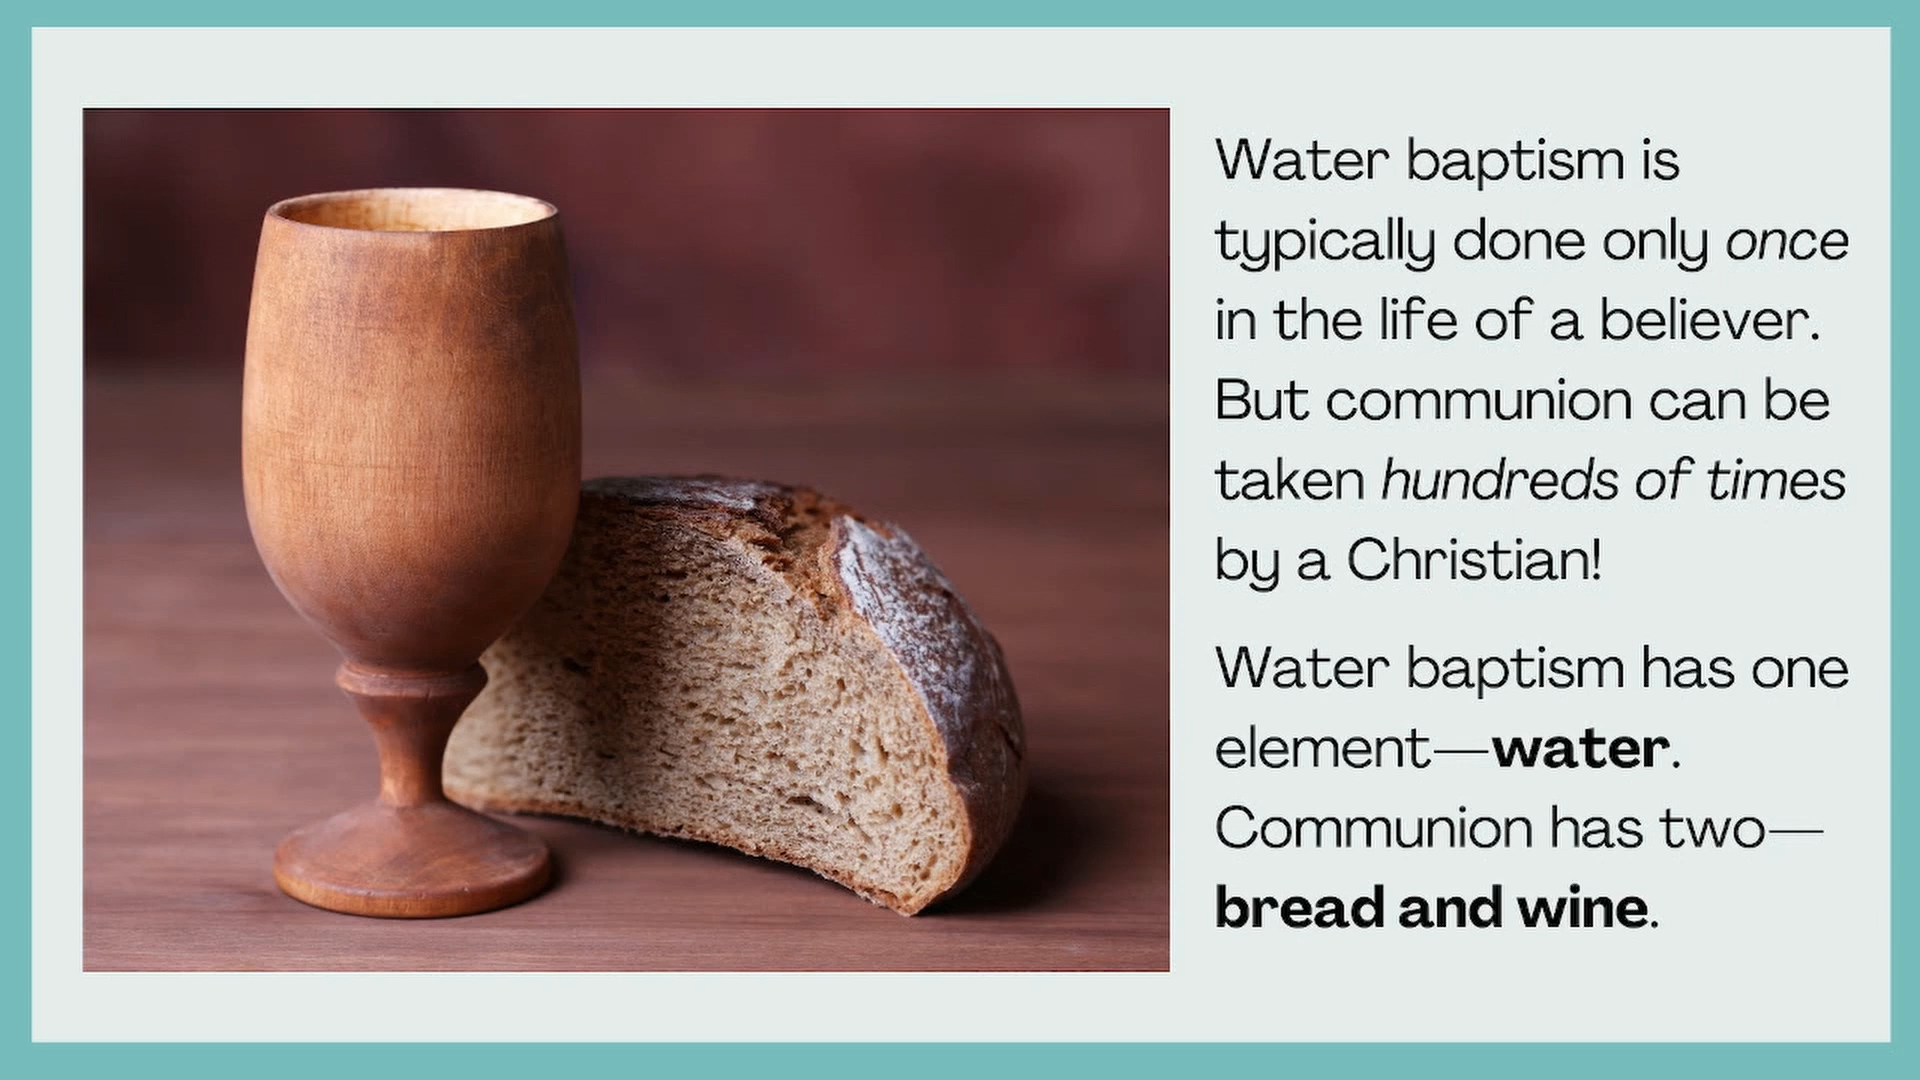 Water baptism is
typically done only once
in the life of a believer.
But communion can be
taken hundreds of times
by a Christian!
Water baptism has one
element—water.
Communion has two—
bread and wine.